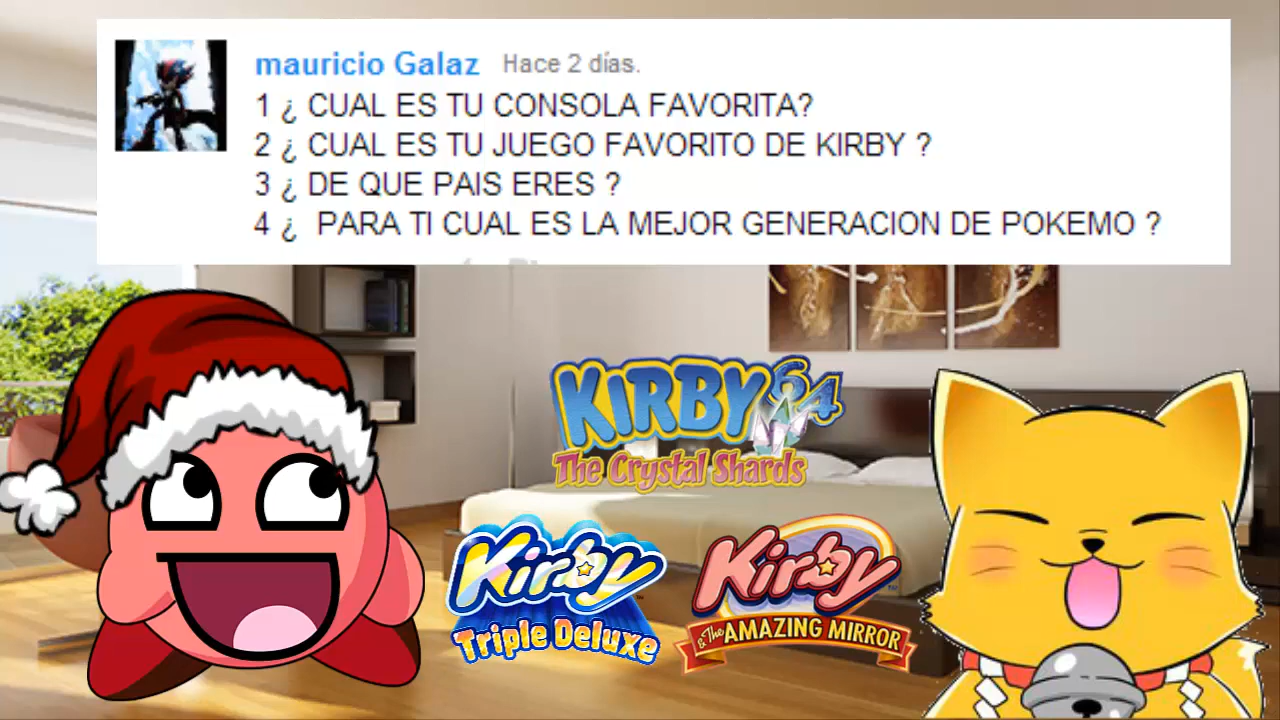 mauricio Galaz Hace 2 días.
1 ¿ CUAL ES TU CONSOLA FAVORITA?
2 ¿ CUAL ES TU JUEGO FAVORITO DE KIRBY ?
3 ¿ DE QUE PAIS ERES ?
4 ¿ PARA TI CUAL ES LA MEJOR GENERACION DE POKEMO ?
KIRBY 64
The Crystal Shards
Kirby
Triple Deluxe
Kirby
& The AMAZING MIRROR